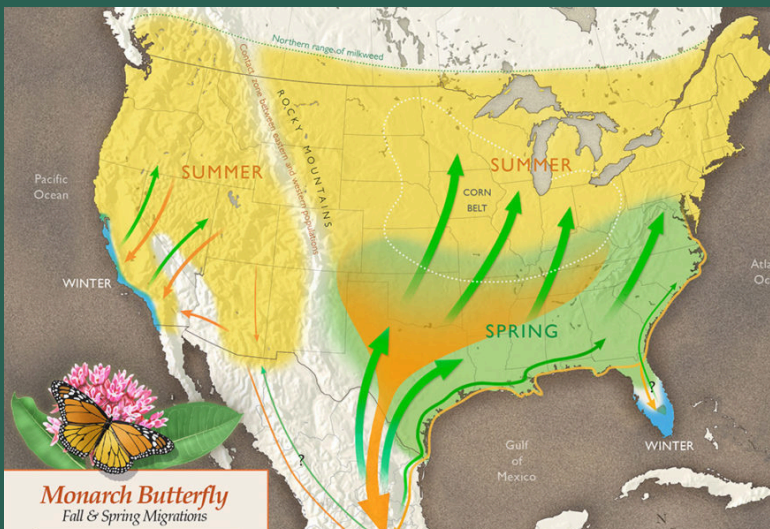 Northern range of milkweed
Contact zone between eastern and western populations
ROCKY MOUNTAINS
Pacific
Ocean
SUMMER
SUMMER
CORN
BELT
WINTER
SPRING
?
?
WINTER
Gulf
of
Mexico
N
Monarch Butterfly
Fall & Spring Migrations